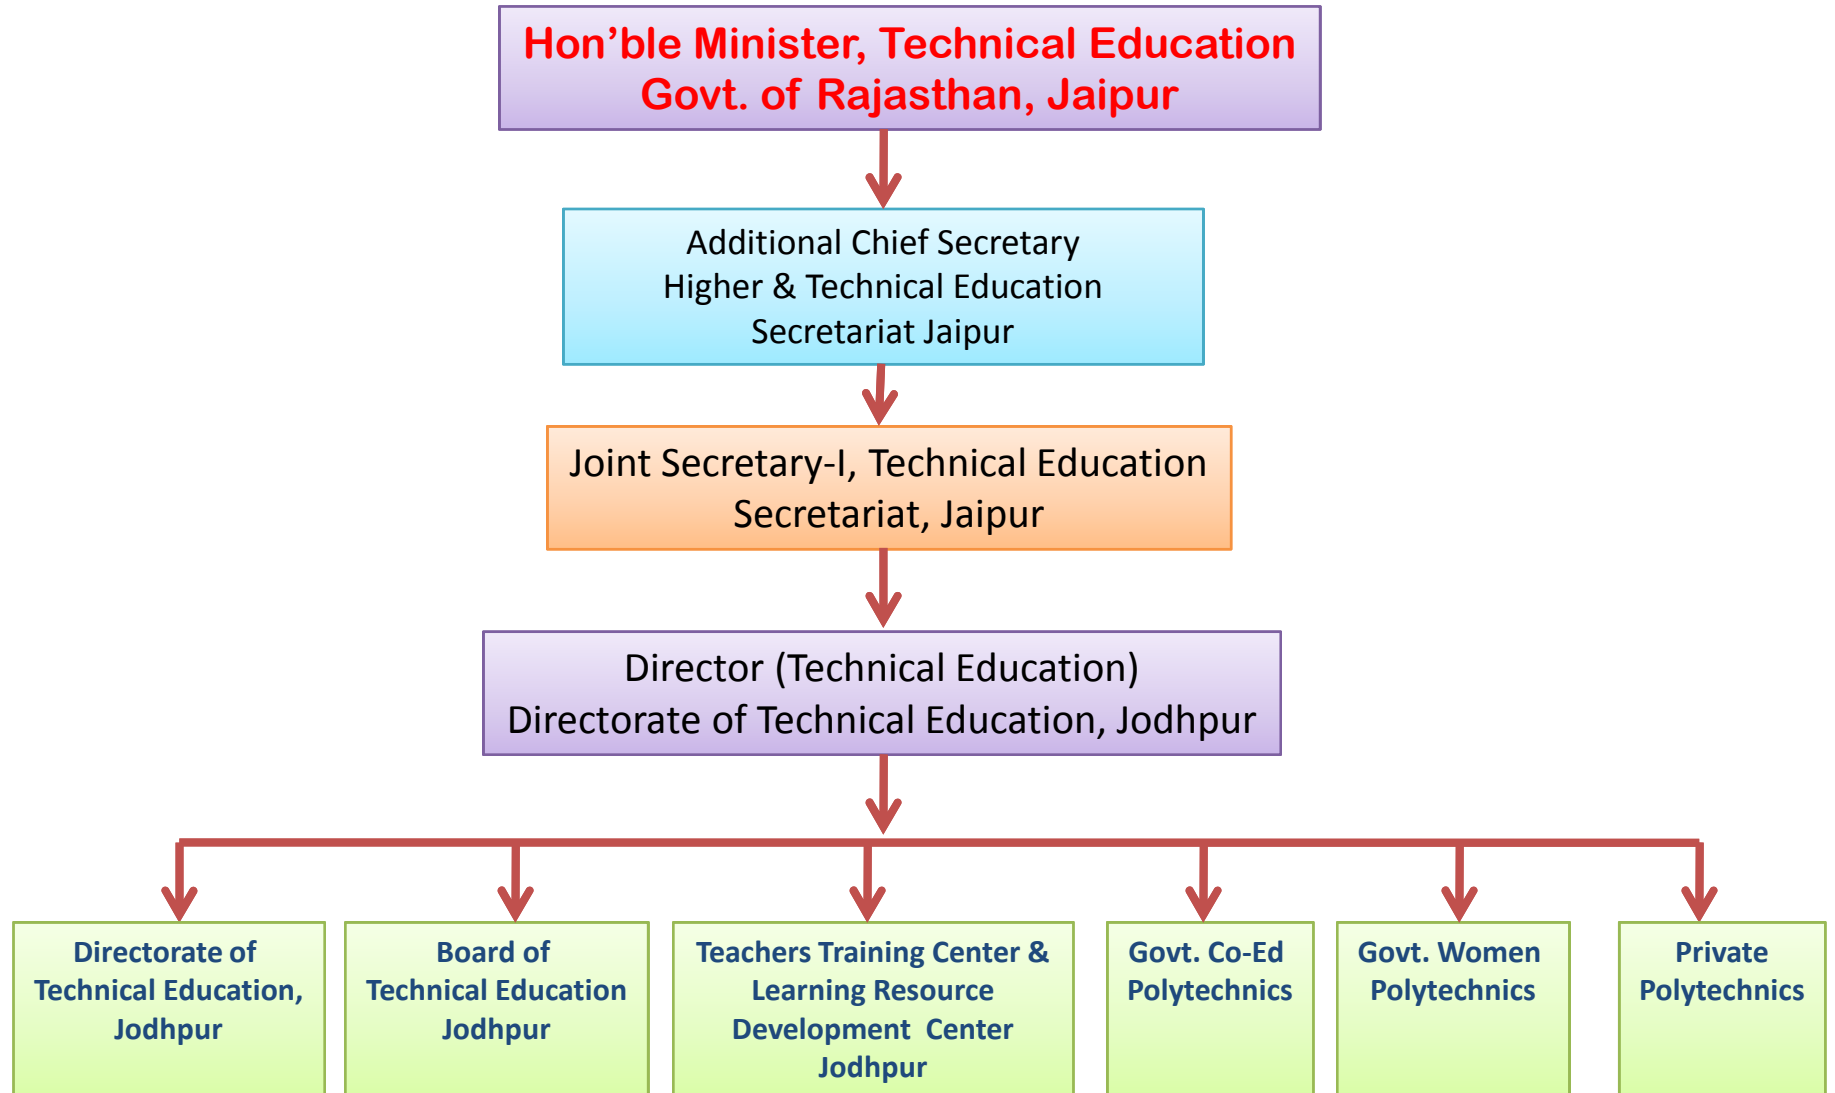 Hon’ble Minister, Technical Education
Govt. of Rajasthan, Jaipur
Additional Chief Secretary
Higher & Technical Education
Secretariat Jaipur
Joint Secretary-I, Technical Education
Secretariat, Jaipur
Director (Technical Education)
Directorate of Technical Education, Jodhpur
Directorate of
Technical Education,
Jodhpur
Board of
Technical Education
Jodhpur
Teachers Training Center &
Learning Resource
Development Center
Jodhpur
Govt. Co-Ed
Polytechnics
Govt. Women
Polytechnics
Private
Polytechnics